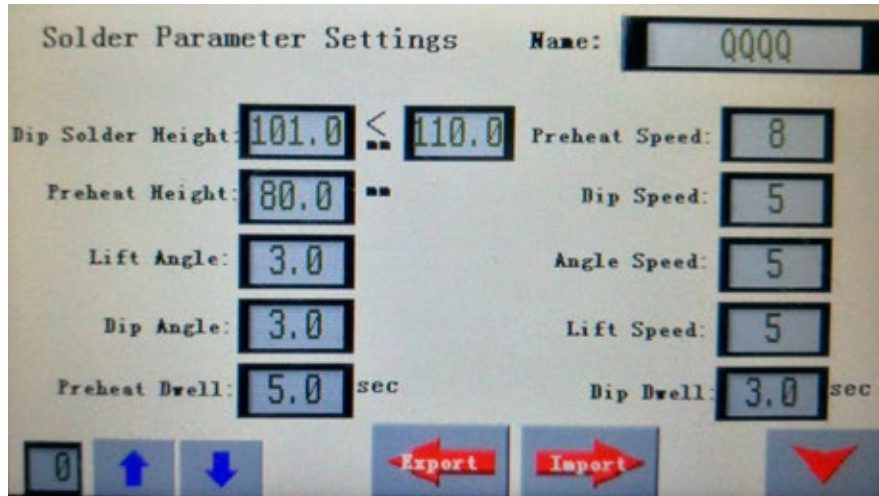 Solder Parameter Settings Name: QQQQ
Dip Solder Height: 101.0 ≤ 110.0 Preheat Speed: 8
mm
Preheat Height: 80.0 mm Dip Speed: 5
Lift Angle: 3.0 Angle Speed: 5
Dip Angle: 3.0 Lift Speed: 5
Preheat Dwell: 5.0 sec Dip Dwell: 3.0 sec
0 Export Import